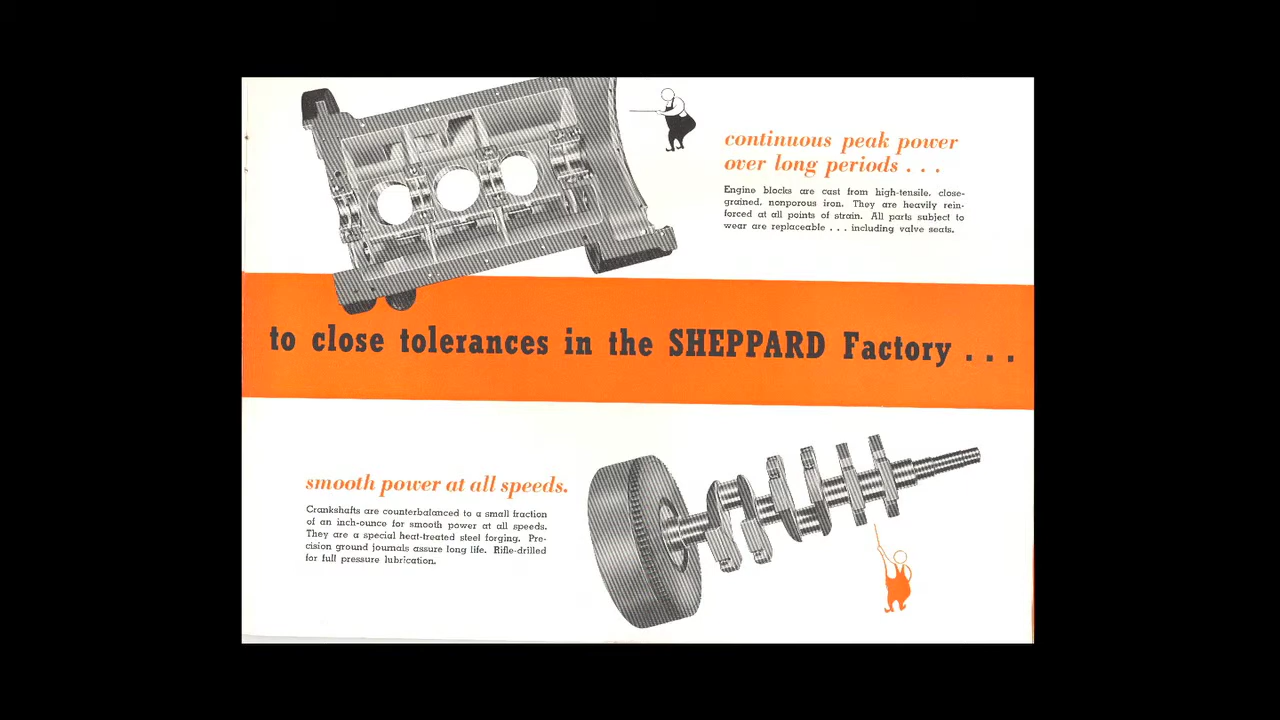 continuous peak power
over long periods . . .
Engine blocks are cast from high-tensile, close-
grained, nonporous iron. They are heavily rein-
forced at all points of strain. All parts subject to
wear are replaceable . . . including valve seats.
to close tolerances in the SHEPPARD Factory . . .
smooth power at all speeds.
Crankshafts are counterbalanced to a small fraction
of an inch-ounce for smooth power at all speeds.
They are a special heat-treated steel forging. Pre-
cision ground journals assure long life. Rifle-drilled
for full pressure lubrication.